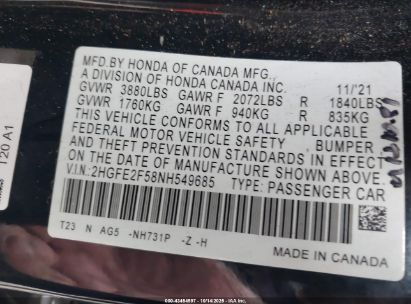 MFD.BY HONDA OF CANADA MFG.,
A DIVISION OF HONDA CANADA INC. 11/'21
GVWR 3880LBS GAWR F 2072LBS R 1840LBS
GVWR 1760KG GAWR F 940KG R 835KG
THIS VEHICLE CONFORMS TO ALL APPLICABLE
FEDERAL MOTOR VEHICLE SAFETY , BUMPER
, AND THEFT PREVENTION STANDARDS IN EFFECT
ON THE DATE OF MANUFACTURE SHOWN ABOVE.
V.I.N:2HGFE2F58NH549685 TYPE: PASSENGER CAR
T23 N AG5 -NH731P -Z -H
MADE IN CANADA
120 A1